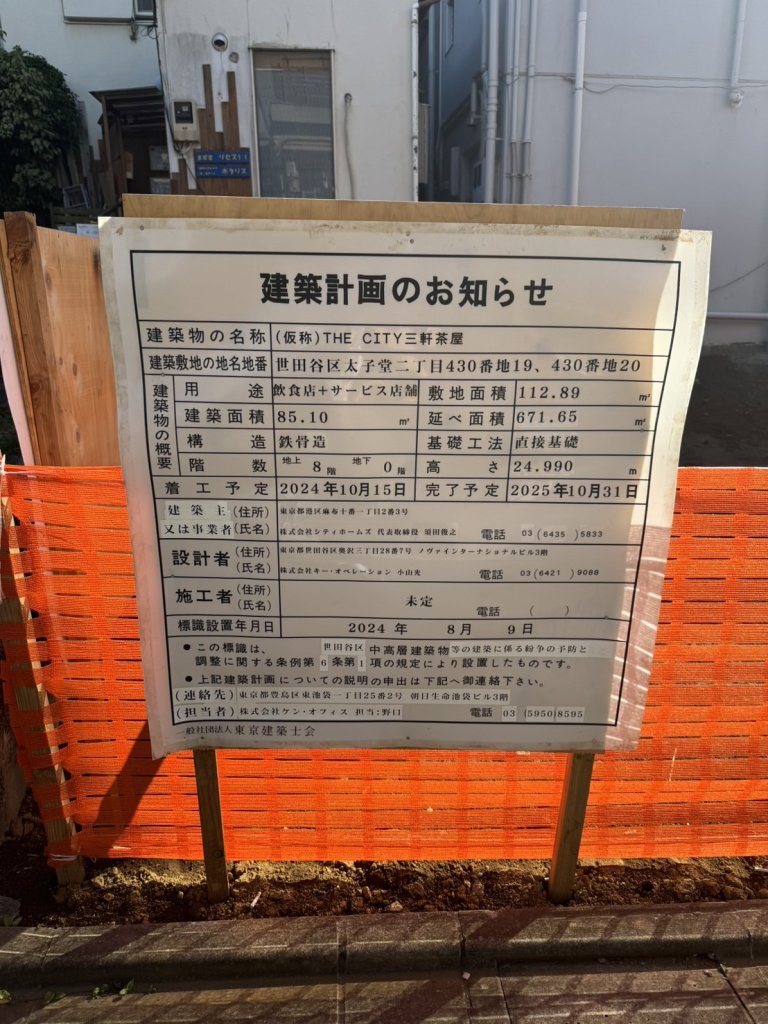 建築計画のお知らせ
建築物の名称 (仮称)THE CITY三軒茶屋
建築敷地の地名地番 世田谷区太子堂二丁目430番地19、430番地20
建築物の概要
用途 飲食店+サービス店舗 敷地面積 112.89 ㎡
建築面積 85.10 ㎡ 延べ面積 671.65 ㎡
構造 鉄骨造 基礎工法 直接基礎
階数 地上 8 階 地下 0 階 高さ 24.990 m
着工予定 2024年10月15日 完了予定 2025年10月31日
建築主 (住所) 東京都港区麻布十番一丁目2番3号
又は事業者 (氏名) 株式会社シティホームズ 代表取締役 須田俊之 電話 03(6435)5833
設計者 (住所) 東京都世田谷区奥沢三丁目28番7号 ノヴァインターナショナルビル3階
(氏名) 株式会社キー・オペレーション 小山光 電話 03(6421)9088
施工者 (住所) 未定
(氏名) 電話 ( )
標識設置年月日 2024年 8月 9日
● この標識は、世田谷区中高層建築物等の建築に係る紛争の予防と
調整に関する条例第6条第1項の規定により設置したものです。
● 上記建築計画についての説明の申出は下記へ御連絡下さい。
(連絡先) 東京都豊島区東池袋一丁目25番2号 朝日生命池袋ビル3階
(担当者) 株式会社ケン・オフィス 担当:野口 電話 03(5950)8595
一般社団法人東京建築士会